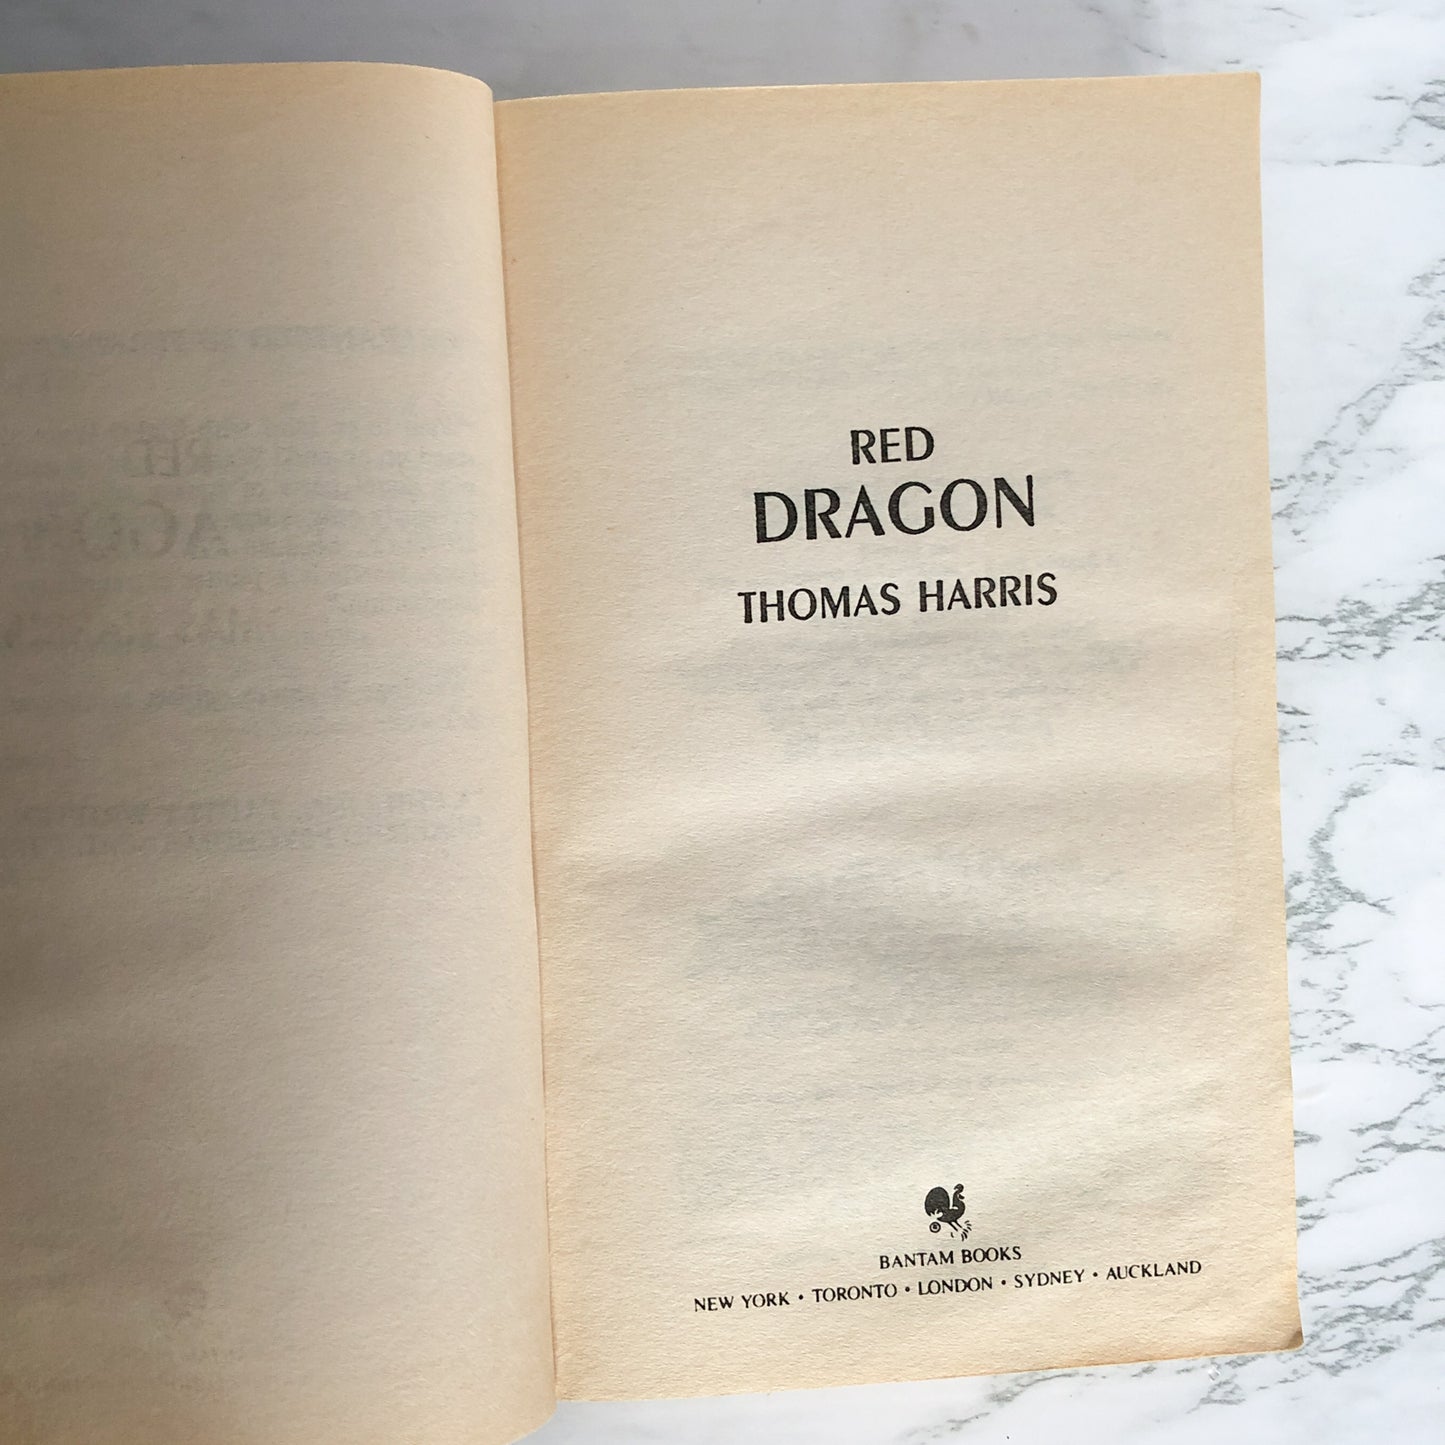 RED
DRAGON
THOMAS HARRIS
BANTAM BOOKS
NEW YORK • TORONTO • LONDON • SYDNEY • AUCKLAND